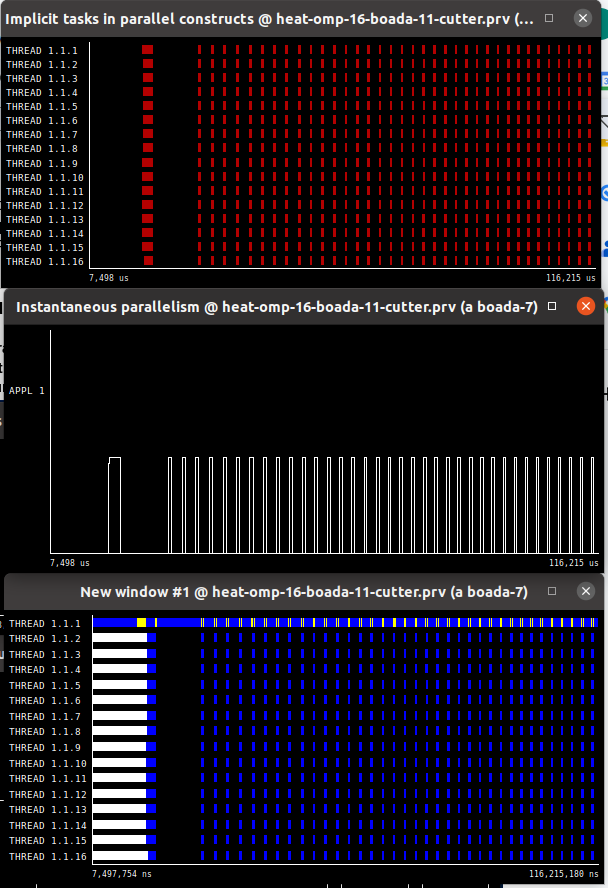 Implicit tasks in parallel constructs @ heat-omp-16-boada-11-cutter.prv (...
THREAD 1.1.1
THREAD 1.1.2
THREAD 1.1.3
THREAD 1.1.4
THREAD 1.1.5
THREAD 1.1.6
THREAD 1.1.7
THREAD 1.1.8
THREAD 1.1.9
THREAD 1.1.10
THREAD 1.1.11
THREAD 1.1.12
THREAD 1.1.13
THREAD 1.1.14
THREAD 1.1.15
THREAD 1.1.16
7,498 us 116,215 us
Instantaneous parallelism @ heat-omp-16-boada-11-cutter.prv (a boada-7)
APPL 1
7,498 us 116,215 us
New window #1 @ heat-omp-16-boada-11-cutter.prv (a boada-7)
THREAD 1.1.1
THREAD 1.1.2
THREAD 1.1.3
THREAD 1.1.4
THREAD 1.1.5
THREAD 1.1.6
THREAD 1.1.7
THREAD 1.1.8
THREAD 1.1.9
THREAD 1.1.10
THREAD 1.1.11
THREAD 1.1.12
THREAD 1.1.13
THREAD 1.1.14
THREAD 1.1.15
THREAD 1.1.16
7,497,754 ns 116,215,180 ns